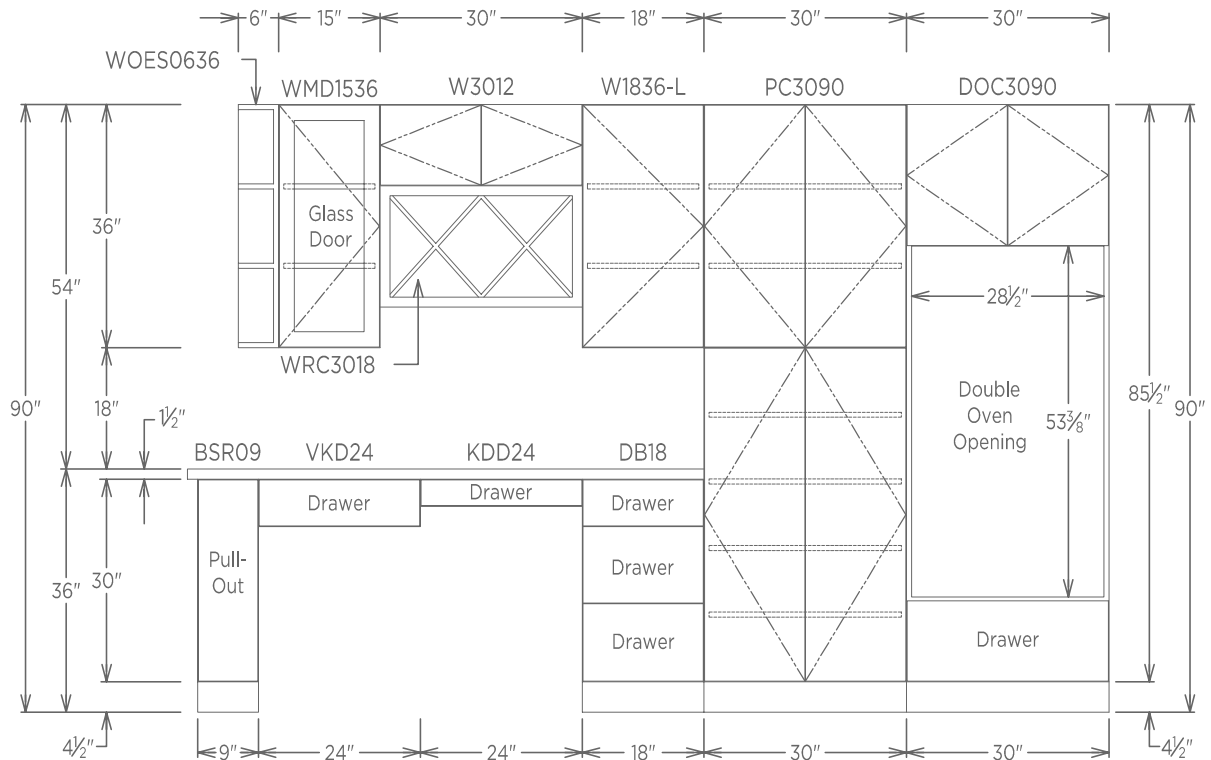 6" 15" 30" 18" 30" 30"
WOES0636
WMD1536 W3012 W1836-L PC3090 DOC3090
Glass
Door
36"
54"
28½"
WRC3018
90" 18" 1½"
Double
Oven
Opening
53⅜"
85½" 90"
BSR09 VKD24 KDD24 DB18
Drawer Drawer Drawer
Pull-
Out
Drawer
36" 30"
Drawer Drawer
4½" 9" 24" 24" 18" 30" 30" 4½"